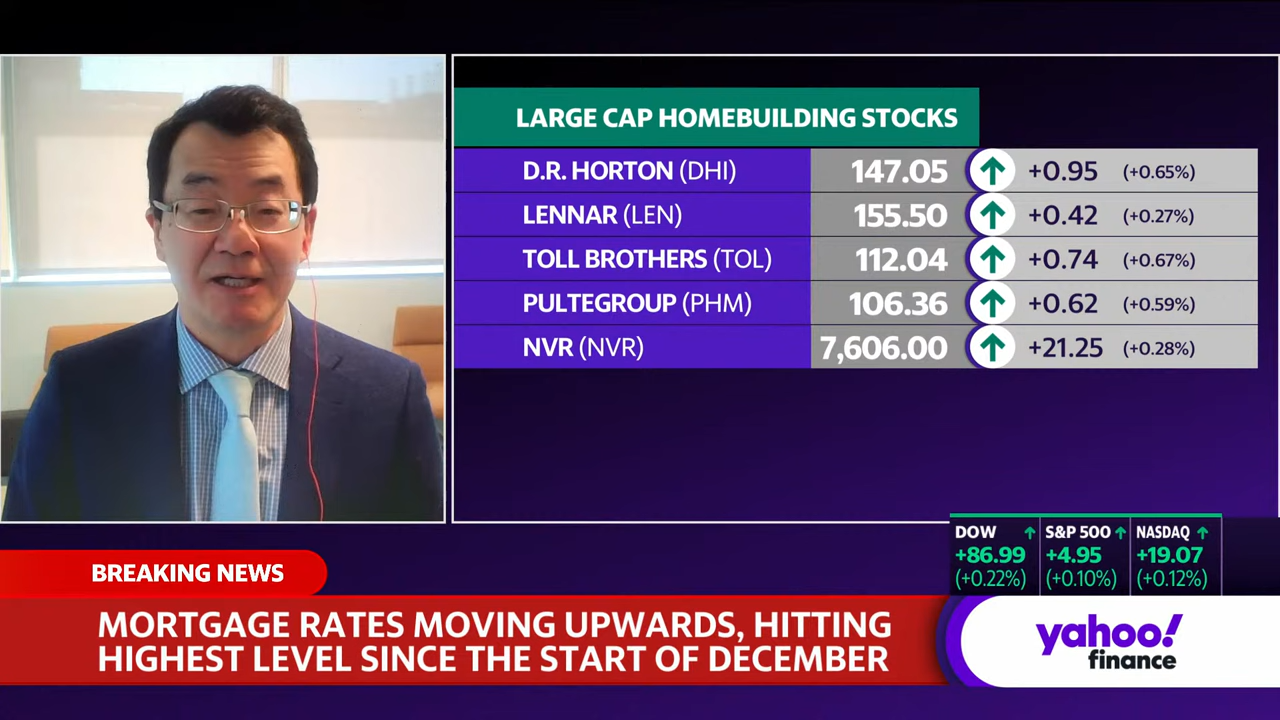 LARGE CAP HOMEBUILDING STOCKS
D.R. HORTON (DHI) 147.05 +0.95 (+0.65%)
LENNAR (LEN) 155.50 +0.42 (+0.27%)
TOLL BROTHERS (TOL) 112.04 +0.74 (+0.67%)
PULTEGROUP (PHM) 106.36 +0.62 (+0.59%)
NVR (NVR) 7,606.00 +21.25 (+0.28%)
DOW S&P 500 NASDAQ
+86.99 +4.95 +19.07
(+0.22%) (+0.10%) (+0.12%)
BREAKING NEWS
MORTGAGE RATES MOVING UPWARDS, HITTING
HIGHEST LEVEL SINCE THE START OF DECEMBER
yahoo!
finance